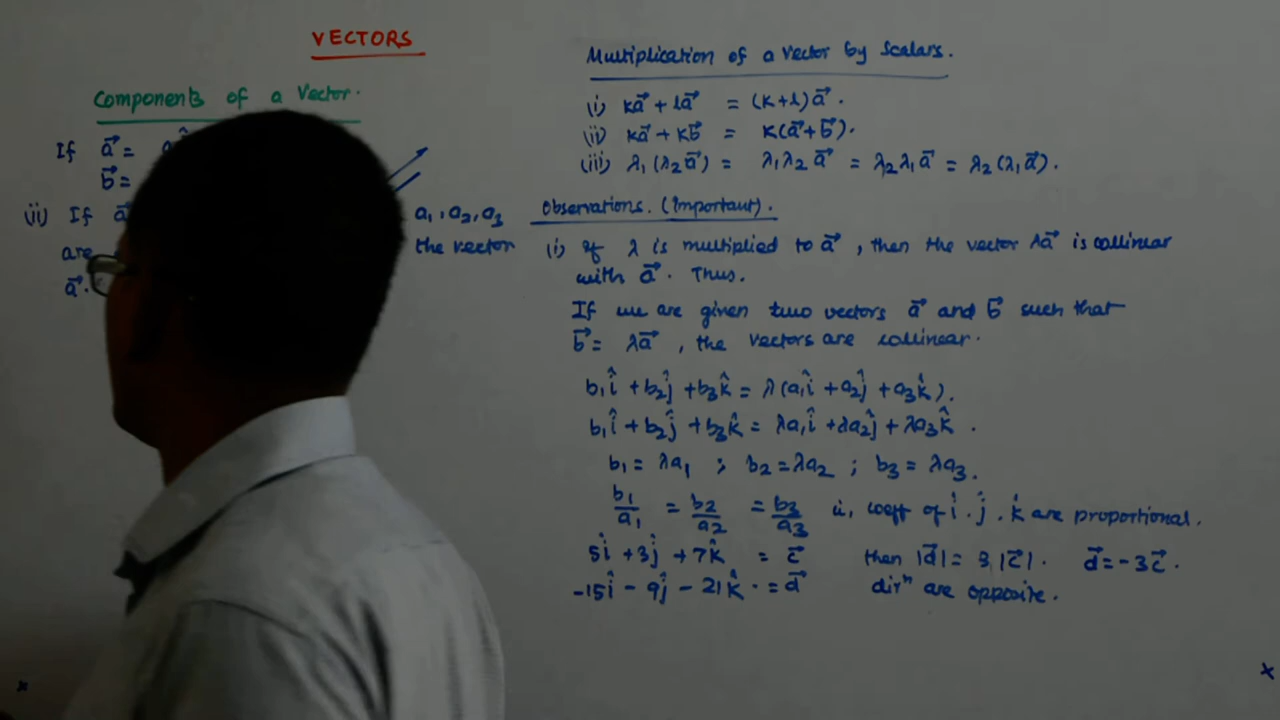 VECTORS
Components of a Vector.
If a⃗ =
b⃗ =
(ii) If a⃗ a₁, a₂, a₃
are the vector
a⃗.
Multiplication of a Vector by Scalars.
(i) ka⃗ + la⃗ = (k+l)a⃗.
(ii) ka⃗ + kb⃗ = k(a⃗+b⃗).
(iii) λ₁(λ₂a⃗) = λ₁λ₂a⃗ = λ₂λ₁a⃗ = λ₂(λ₁a⃗).
Observations. (Important).
(i) If λ is multiplied to a⃗, then the vector λa⃗ is collinear
with a⃗. Thus.
If we are given two vectors a⃗ and b⃗ such that
b⃗ = λa⃗, the vectors are collinear.
b₁î + b₂ĵ + b₃k̂ = λ(a₁î + a₂ĵ + a₃k̂).
b₁î + b₂ĵ + b₃k̂ = λa₁î + λa₂ĵ + λa₃k̂.
b₁ = λa₁ ; b₂ = λa₂ ; b₃ = λa₃.
b₁/a₁ = b₂/a₂ = b₃/a₃ ie, coeff of î, ĵ, k̂ are proportional.
5î + 3ĵ + 7k̂ = c⃗ then |d⃗| = 3|c⃗|. d⃗ = -3c⃗.
-15î - 9ĵ - 21k̂. = d⃗ dirⁿ are opposite.